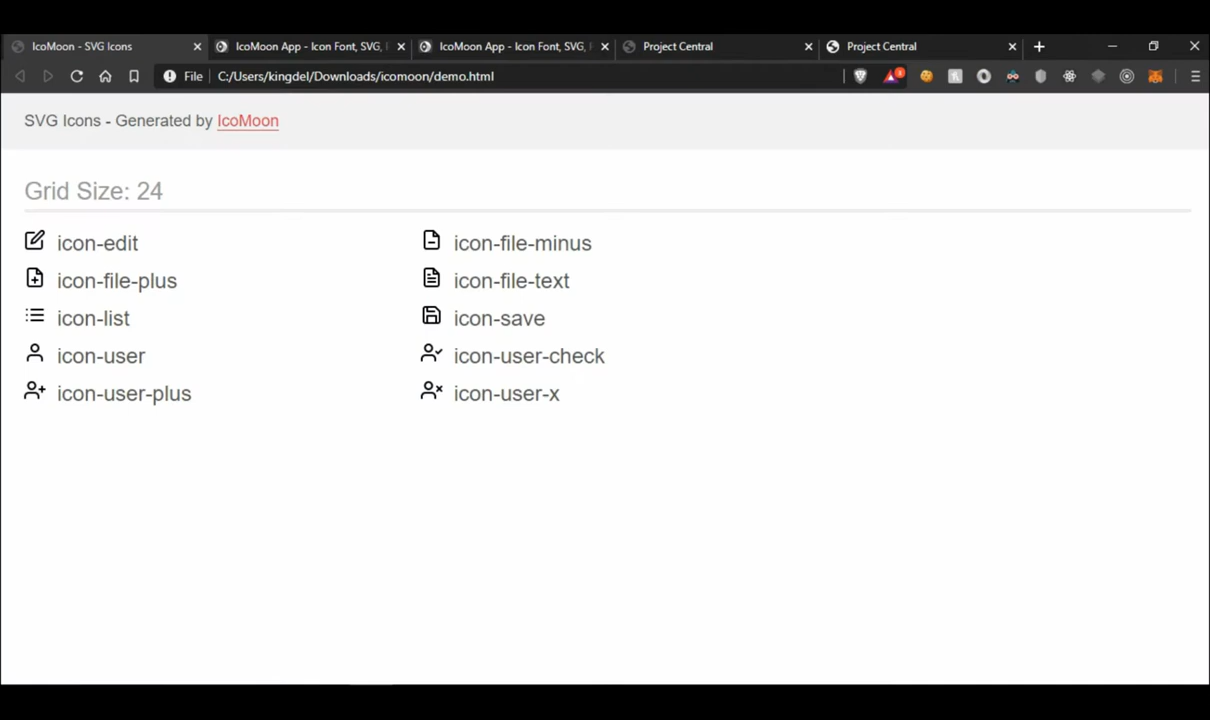 IcoMoon - SVG Icons
IcoMoon App - Icon Font, SVG,
IcoMoon App - Icon Font, SVG,
Project Central
Project Central
File
C:/Users/kingdel/Downloads/icomoon/demo.html
SVG Icons - Generated by IcoMoon
Grid Size: 24
icon-edit
icon-file-minus
icon-file-plus
icon-file-text
icon-list
icon-save
icon-user
icon-user-check
icon-user-plus
icon-user-x